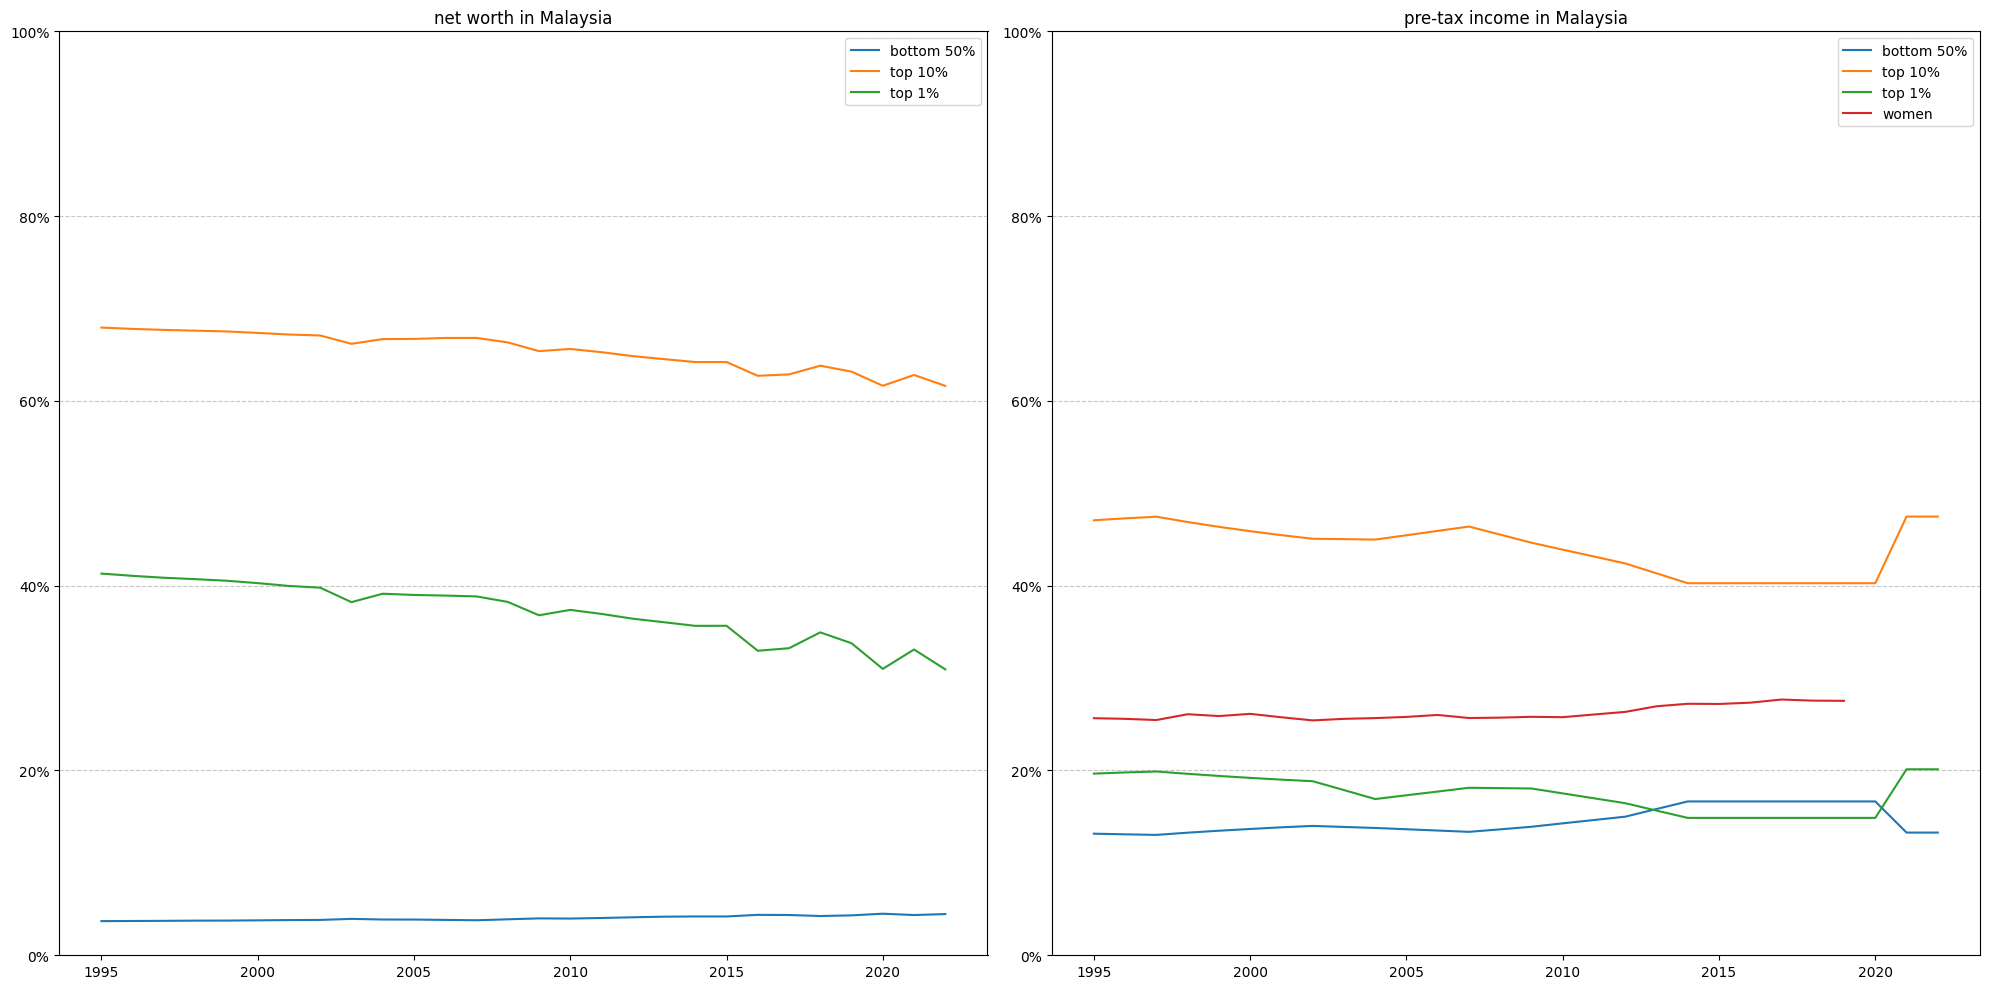 net worth in Malaysia
100%
80%
60%
40%
20%
0%
1995 2000 2005 2010 2015 2020
bottom 50%
top 10%
top 1%
pre-tax income in Malaysia
100%
80%
60%
40%
20%
0%
1995 2000 2005 2010 2015 2020
bottom 50%
top 10%
top 1%
women